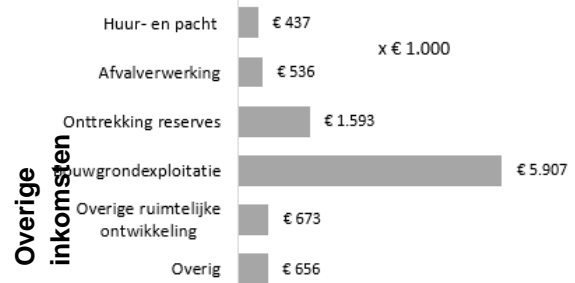 Huur- en pacht € 437
x € 1.000
Afvalverwerking € 536
Onttrekking reserves € 1.593
Bouwgrondexploitatie € 5.907
Overige ruimtelijke
ontwikkeling € 673
Overig € 656
Overige
inkomsten